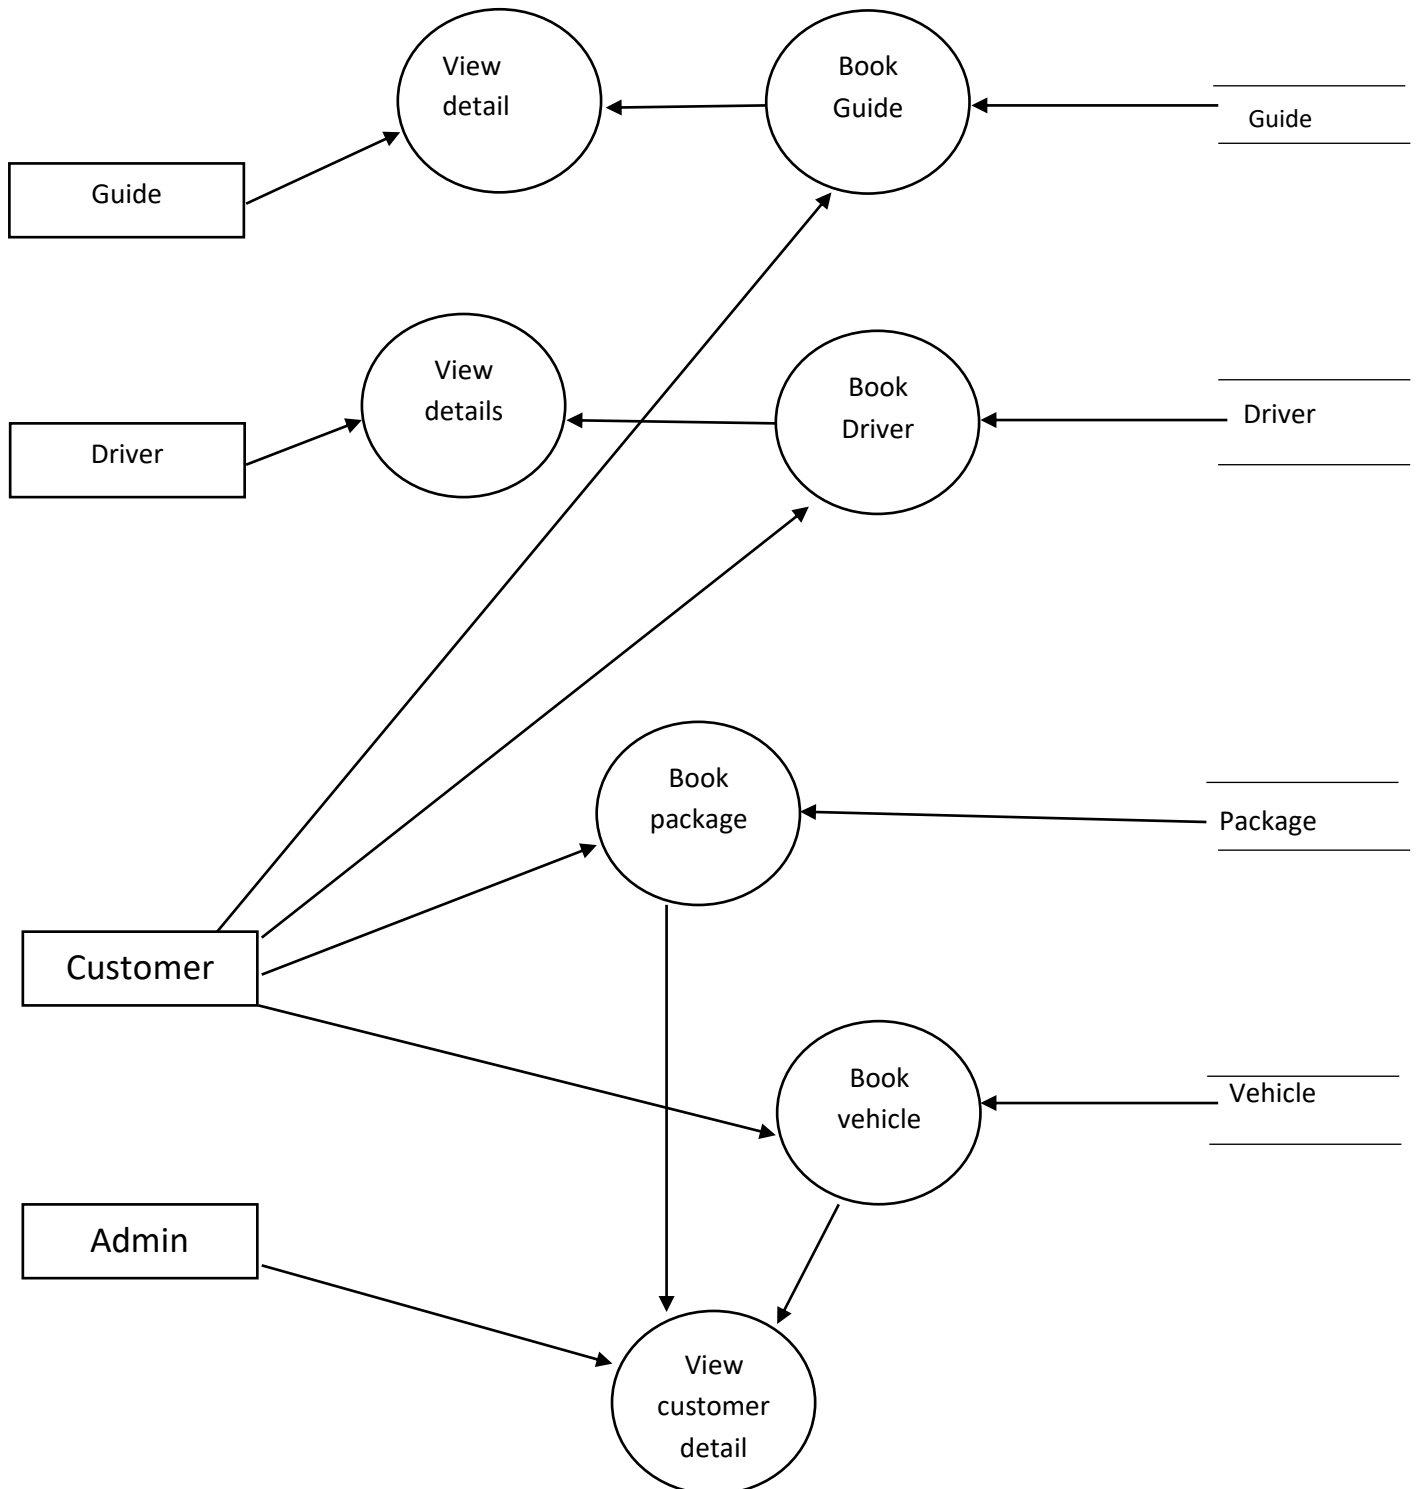 View
detail
Book
Guide
Guide
Guide
View
details
Book
Driver
Driver
Driver
Book
package
Package
Customer
Book
vehicle
Vehicle
Admin
View
customer
detail